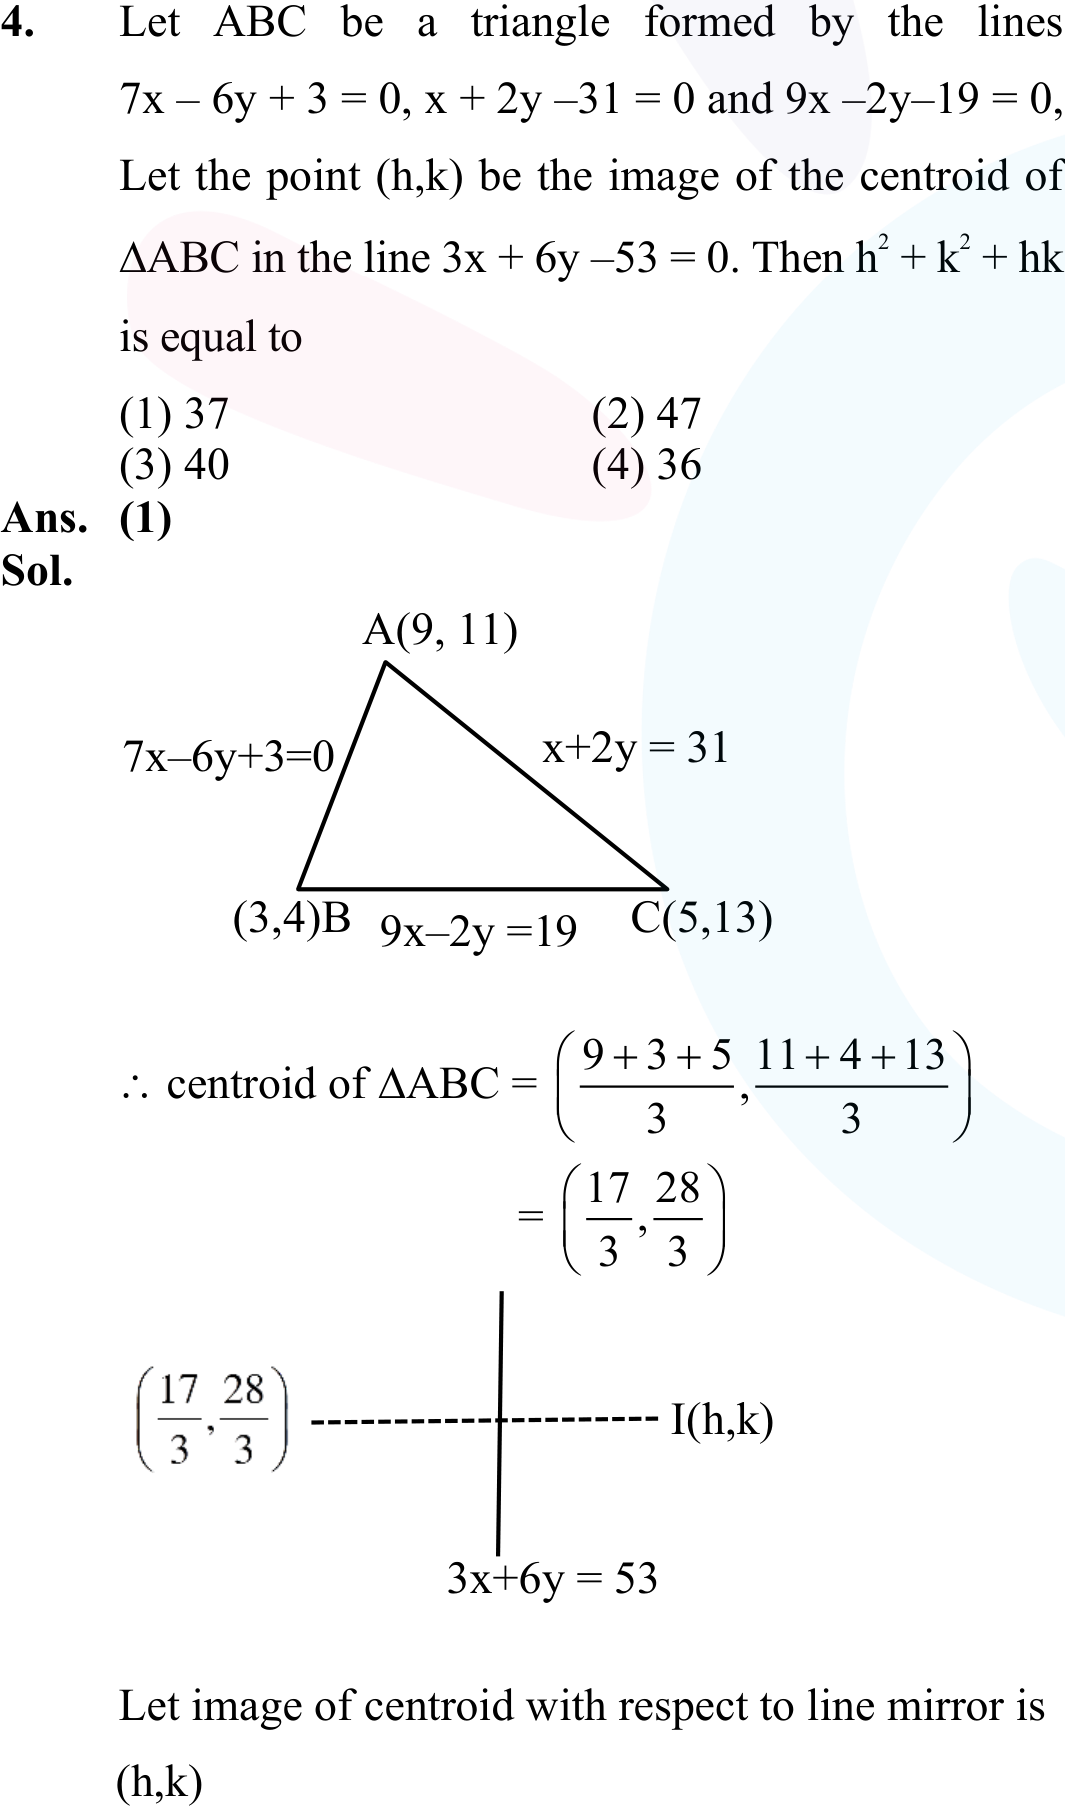 4. Let ABC be a triangle formed by the lines
7x – 6y + 3 = 0, x + 2y –31 = 0 and 9x –2y–19 = 0,
Let the point (h,k) be the image of the centroid of
ΔABC in the line 3x + 6y –53 = 0. Then h² + k² + hk
is equal to
(1) 37 (2) 47
(3) 40 (4) 36
Ans. (1)
Sol.
A(9, 11)
7x–6y+3=0 x+2y = 31
(3,4)B 9x–2y =19 C(5,13)
∴ centroid of ΔABC = ((9 + 3 + 5)/3, (11 + 4 + 13)/3)
= (17/3, 28/3)
(17/3, 28/3) I(h,k)
3x+6y = 53
Let image of centroid with respect to line mirror is
(h,k)